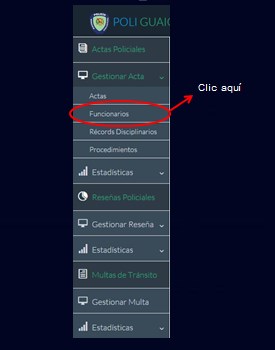 POLI GUAIC
Actas Policiales
Gestionar Acta
Clic aquí
Actas
Funcionarios
Récords Disciplinarios
Procedimientos
Estadísticas
Reseñas Policiales
Gestionar Reseña
Estadísticas
Multas de Tránsito
Gestionar Multa
Estadísticas